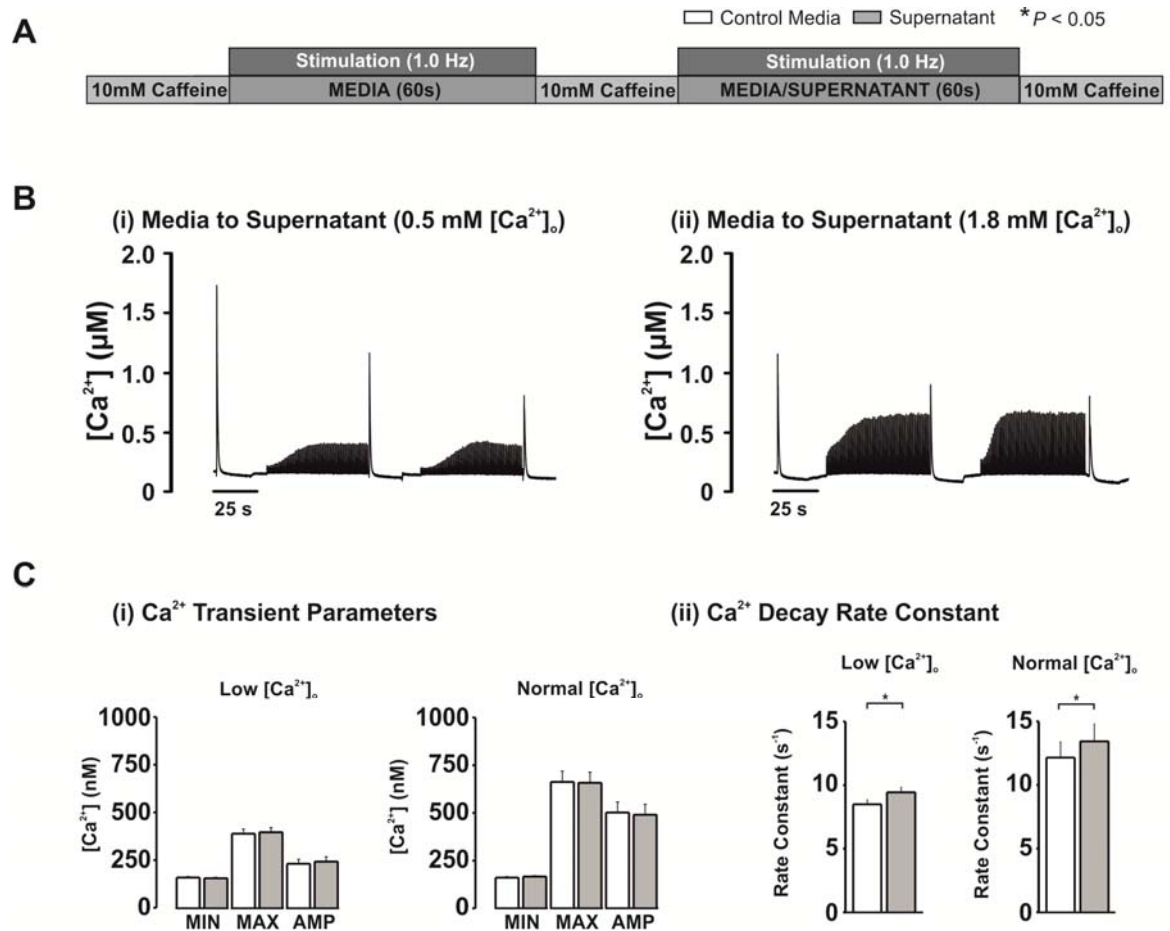 Control Media Supernatant *P < 0.05
A
Stimulation (1.0 Hz) Stimulation (1.0 Hz)
10mM Caffeine MEDIA (60s) 10mM Caffeine MEDIA/SUPERNATANT (60s) 10mM Caffeine
B
(i) Media to Supernatant (0.5 mM [Ca²⁺]ₒ)
[Ca²⁺] (µM)
2.0
1.5
1.0
0.5
0
25 s
(ii) Media to Supernatant (1.8 mM [Ca²⁺]ₒ)
[Ca²⁺] (µM)
2.0
1.5
1.0
0.5
0
25 s
C
(i) Ca²⁺ Transient Parameters
Low [Ca²⁺]ₒ
[Ca²⁺] (nM)
1000
750
500
250
0
MIN MAX AMP
Normal [Ca²⁺]ₒ
[Ca²⁺] (nM)
1000
750
500
250
0
MIN MAX AMP
(ii) Ca²⁺ Decay Rate Constant
Low [Ca²⁺]ₒ
Rate Constant (s⁻¹)
15
10
5
0
*
Normal [Ca²⁺]ₒ
Rate Constant (s⁻¹)
15
10
5
0
*